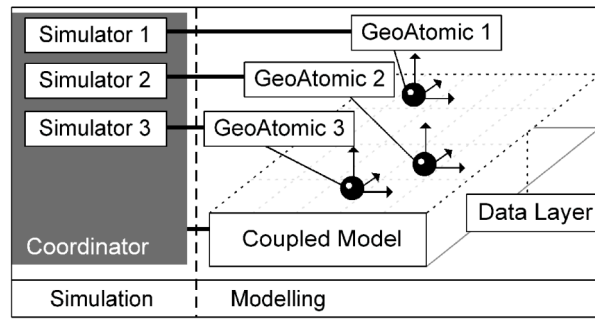 Simulator 1
GeoAtomic 1
Simulator 2
GeoAtomic 2
Simulator 3
GeoAtomic 3
Data Layer
Coordinator
Coupled Model
Simulation
Modelling